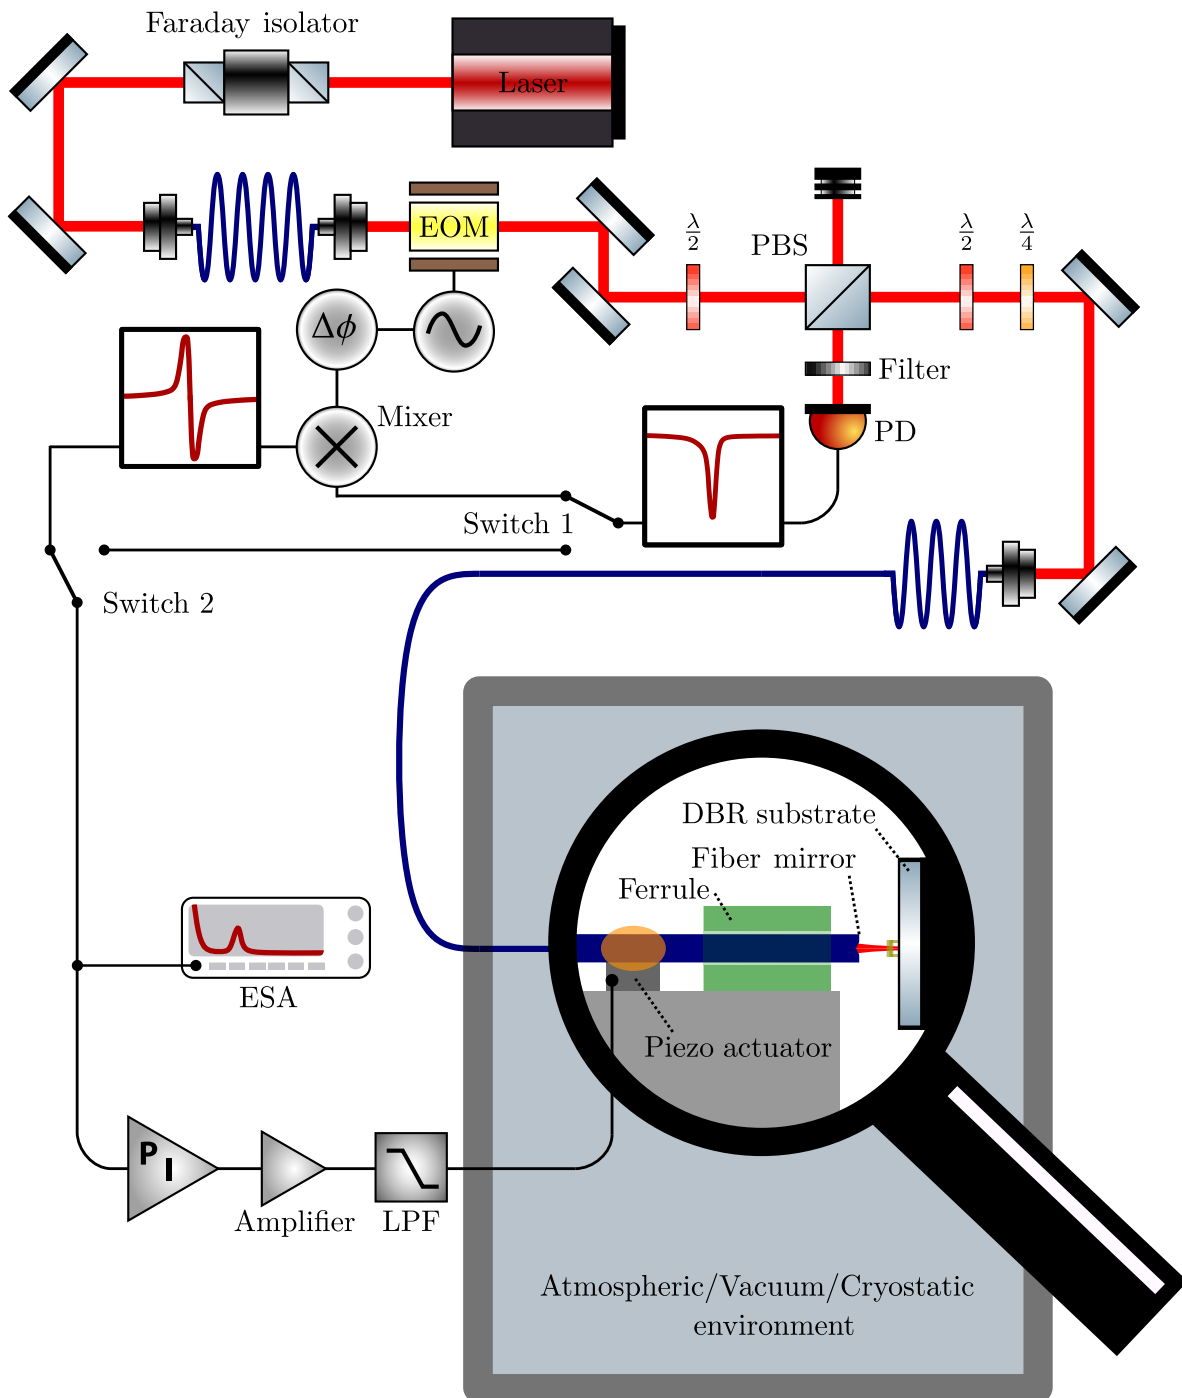 Faraday isolator
Laser
EOM
λ/2
PBS
λ/2
λ/4
Δϕ
Mixer
Filter
PD
Switch 1
Switch 2
DBR substrate
Fiber mirror
Ferrule
Piezo actuator
ESA
P I
Amplifier
LPF
Atmospheric/Vacuum/Cryostatic
environment